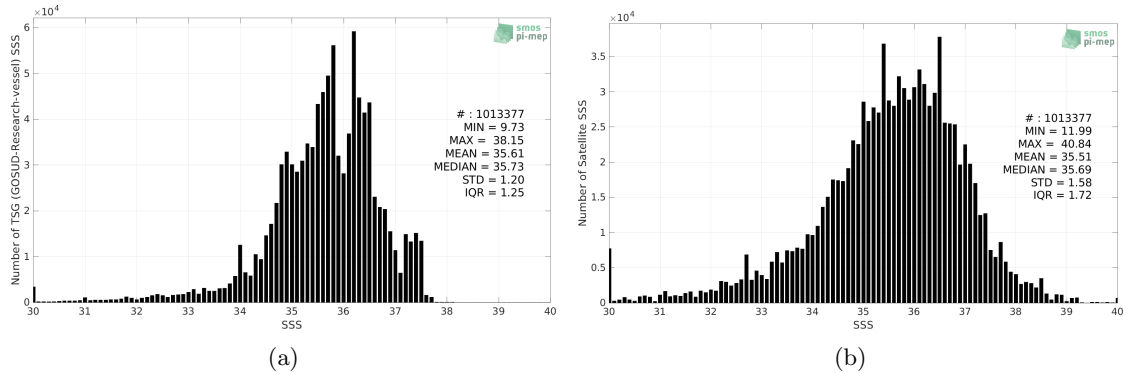 ×10⁴
6
5
4
3
2
1
0
Number of TSG (GOSUD-Research-vessel) SSS
smos
pi-mep
# : 1013377
MIN = 9.73
MAX = 38.15
MEAN = 35.61
MEDIAN = 35.73
STD = 1.20
IQR = 1.25
30 31 32 33 34 35 36 37 38 39 40
SSS
(a)
×10⁴
3.5
3
2.5
2
1.5
1
0.5
0
Number of Satellite SSS
smos
pi-mep
# : 1013377
MIN = 11.99
MAX = 40.84
MEAN = 35.51
MEDIAN = 35.69
STD = 1.58
IQR = 1.72
30 31 32 33 34 35 36 37 38 39 40
SSS
(b)